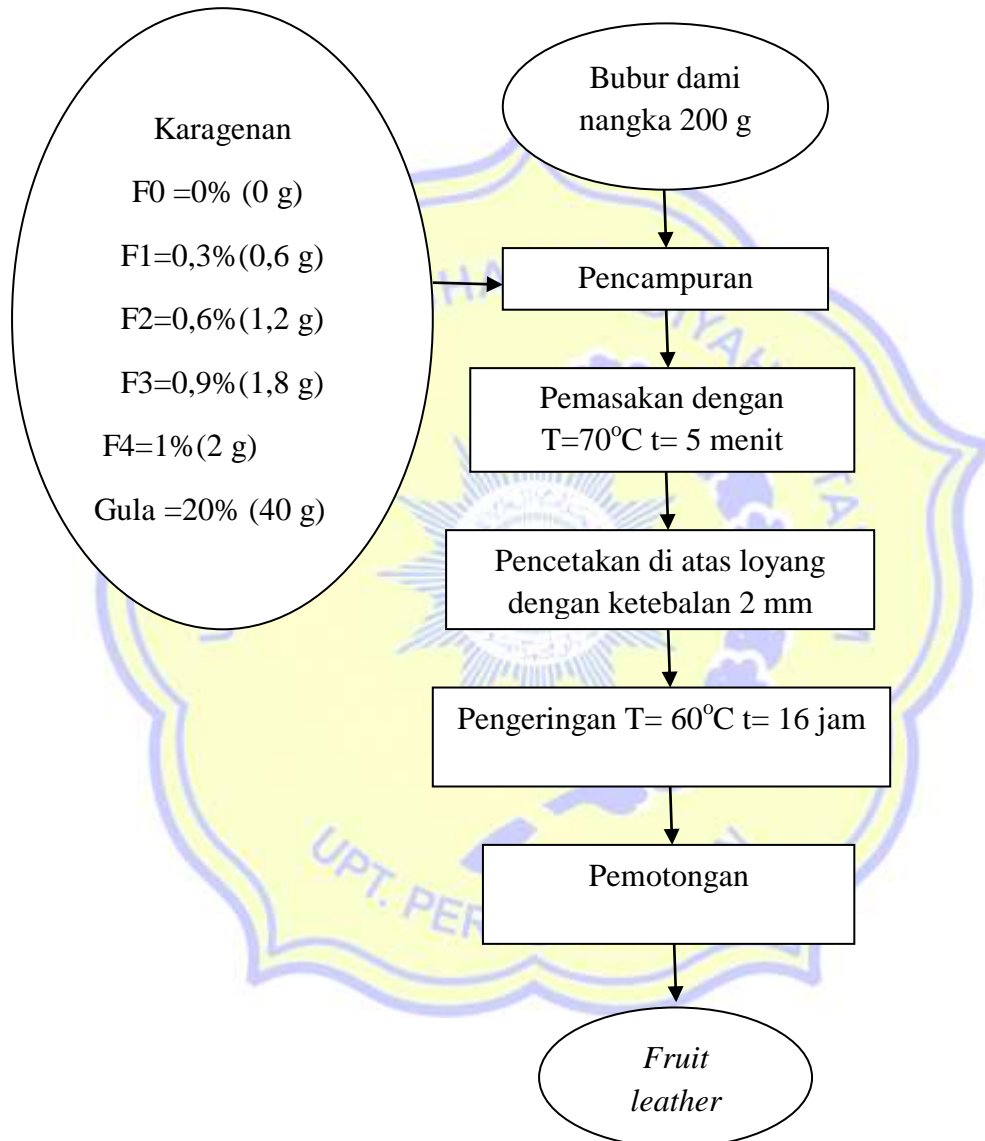 Karagenan
F0 =0% (0 g)
F1=0,3%(0,6 g)
F2=0,6%(1,2 g)
F3=0,9%(1,8 g)
F4=1%(2 g)
Gula =20% (40 g)
Bubur dami
nangka 200 g
Pencampuran
Pemasakan dengan
T=70°C t= 5 menit
Pencetakan di atas loyang
dengan ketebalan 2 mm
Pengeringan T= 60°C t= 16 jam
Pemotongan
Fruit
leather
UPT. PER